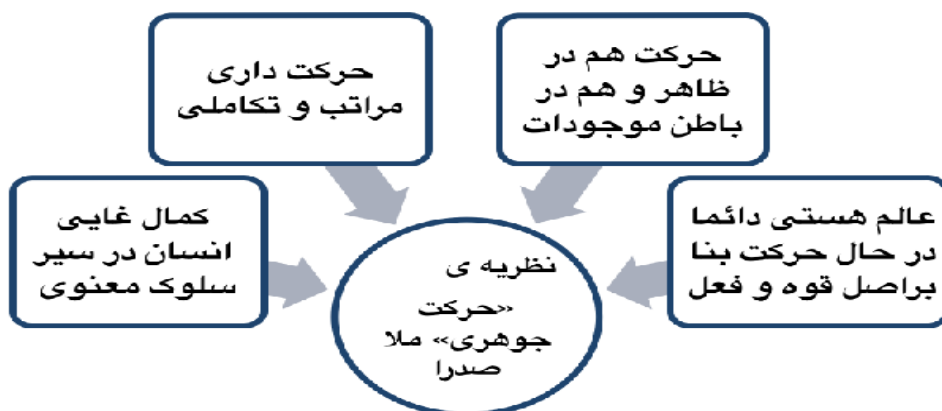 حرکت هم در
ظاهر و هم در
باطن موجودات
حرکت داری
مراتب و تکاملی
عالم هستی دائما
در حال حرکت بنا
براصل قوه و فعل
کمال غایی
انسان در سیر
سلوک معنوی
نظریه ی
«حرکت
جوهری» ملا
صدرا